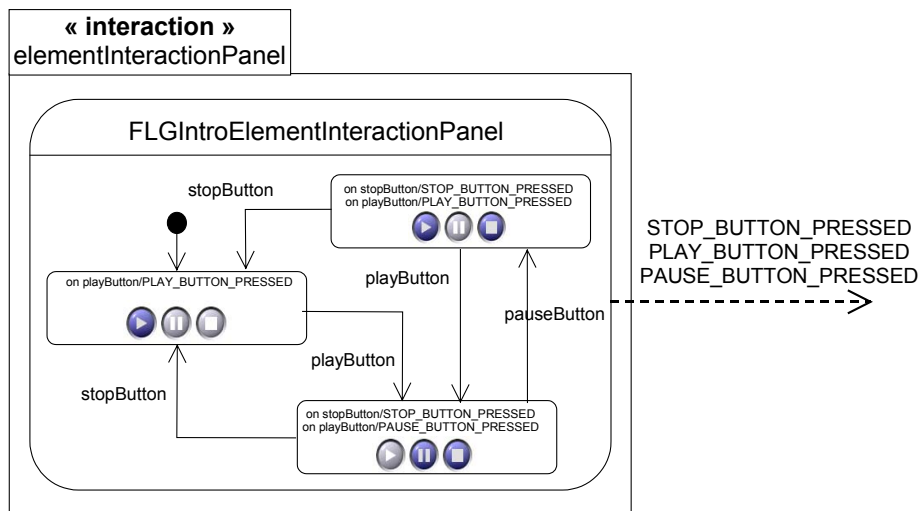 « interaction »
elementInteractionPanel
FLGIntroElementInteractionPanel
stopButton
on stopButton/STOP_BUTTON_PRESSED
on playButton/PLAY_BUTTON_PRESSED
STOP_BUTTON_PRESSED
PLAY_BUTTON_PRESSED
PAUSE_BUTTON_PRESSED
on playButton/PLAY_BUTTON_PRESSED
playButton
pauseButton
playButton
stopButton
on stopButton/STOP_BUTTON_PRESSED
on playButton/PAUSE_BUTTON_PRESSED